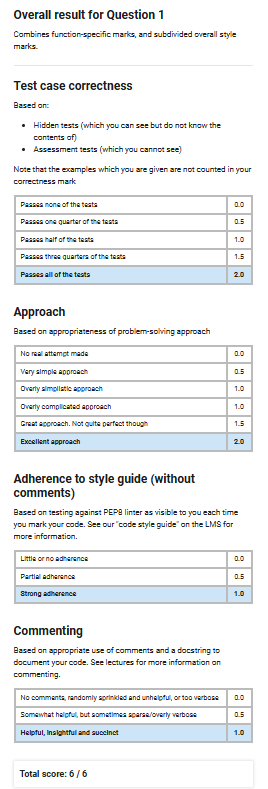 Overall result for Question 1
Combines function-specific marks, and subdivided overall style
marks.
Test case correctness
Based on:
• Hidden tests (which you can see but do not know the
contents of)
• Assessment tests (which you cannot see)
Note that the examples which you are given are not counted in your
correctness mark
Passes none of the tests 0.0
Passes one quarter of the tests 0.5
Passes half of the tests 1.0
Passes three quarters of the tests 1.5
Passes all of the tests 2.0
Approach
Based on appropriateness of problem-solving approach
No real attempt made 0.0
Very simple approach 0.5
Overly simplistic approach 1.0
Overly complicated approach 1.0
Great approach. Not quite perfect though 1.5
Excellent approach 2.0
Adherence to style guide (without
comments)
Based on testing against PEP8 linter as visible to you each time
you mark your code. See our "code style guide" on the LMS for
more information.
Little or no adherence 0.0
Partial adherence 0.5
Strong adherence 1.0
Commenting
Based on appropriate use of comments and a docstring to
document your code. See lectures for more information on
commenting.
No comments, randomly sprinkled and unhelpful, or too verbose 0.0
Somewhat helpful, but sometimes sparse/overly verbose 0.5
Helpful, insightful and succinct 1.0
Total score: 6 / 6